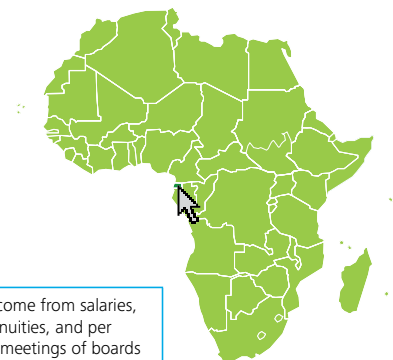 come from salaries,
nuities, and per
meetings of boards